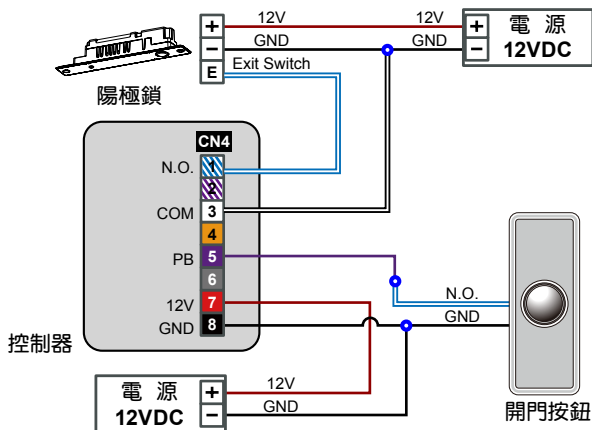 + 12V 12V + 電 源
− GND GND − 12VDC
E Exit Switch
陽極鎖
CN4
N.O. 1
2
COM 3
4
PB 5
6
12V 7
GND 8
控制器
N.O.
GND
開門按鈕
電 源 + 12V
12VDC − GND